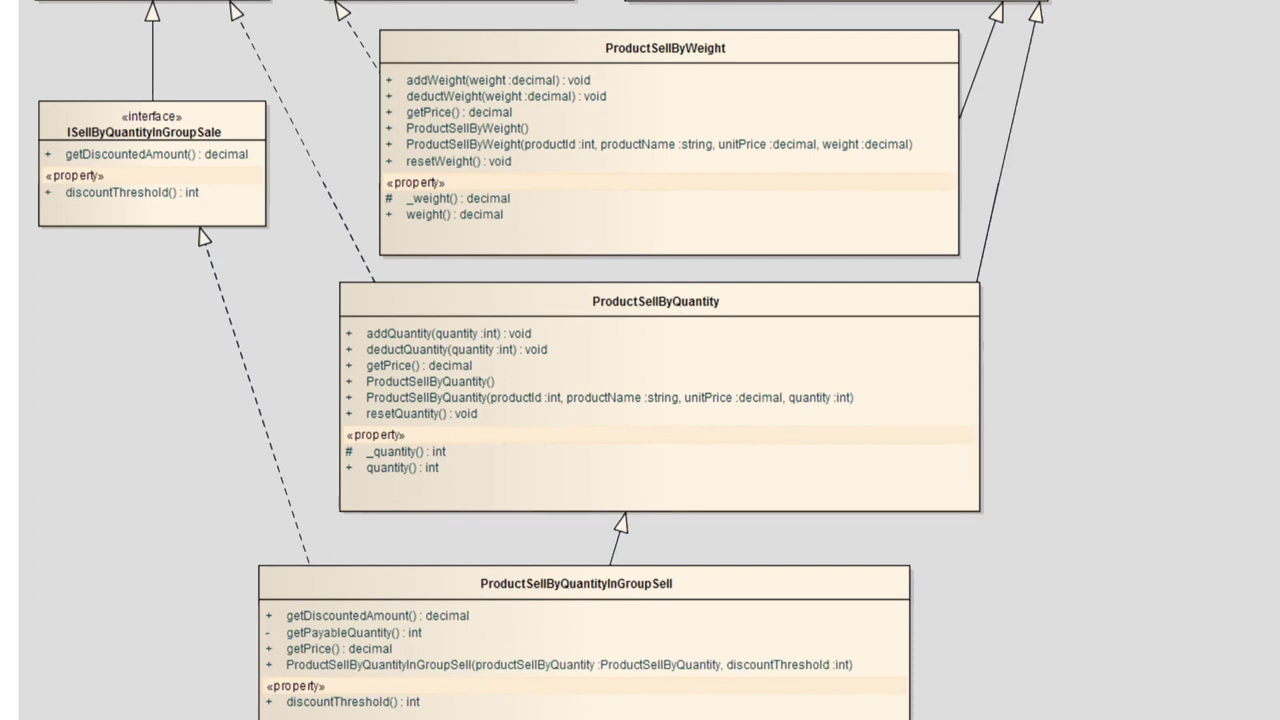 ProductSellByWeight
+ addWeight(weight :decimal) : void
+ deductWeight(weight :decimal) : void
+ getPrice() : decimal
+ ProductSellByWeight()
+ ProductSellByWeight(productId :int, productName :string, unitPrice :decimal, weight :decimal)
+ resetWeight() : void
«property»
# _weight() : decimal
+ weight() : decimal
«interface»
ISellByQuantityInGroupSale
+ getDiscountedAmount() : decimal
«property»
+ discountThreshold() : int
ProductSellByQuantity
+ addQuantity(quantity :int) : void
+ deductQuantity(quantity :int) : void
+ getPrice() : decimal
+ ProductSellByQuantity()
+ ProductSellByQuantity(productId :int, productName :string, unitPrice :decimal, quantity :int)
+ resetQuantity() : void
«property»
# _quantity() : int
+ quantity() : int
ProductSellByQuantityInGroupSell
+ getDiscountedAmount() : decimal
- getPayableQuantity() : int
+ getPrice() : decimal
+ ProductSellByQuantityInGroupSell(productSellByQuantity :ProductSellByQuantity, discountThreshold :int)
«property»
+ discountThreshold() : int